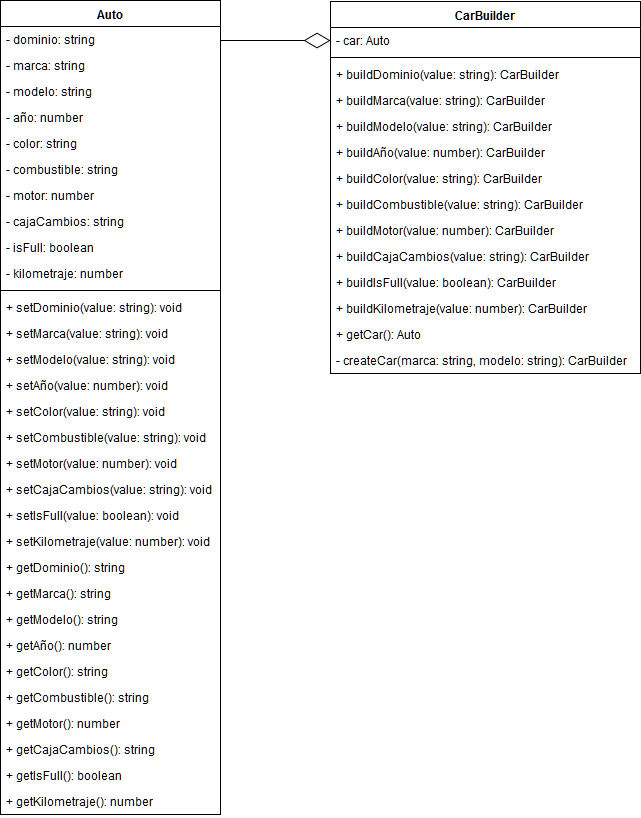 Auto
- dominio: string
- marca: string
- modelo: string
- año: number
- color: string
- combustible: string
- motor: number
- cajaCambios: string
- isFull: boolean
- kilometraje: number
+ setDominio(value: string): void
+ setMarca(value: string): void
+ setModelo(value: string): void
+ setAño(value: number): void
+ setColor(value: string): void
+ setCombustible(value: string): void
+ setMotor(value: number): void
+ setCajaCambios(value: string): void
+ setIsFull(value: boolean): void
+ setKilometraje(value: number): void
+ getDominio(): string
+ getMarca(): string
+ getModelo(): string
+ getAño(): number
+ getColor(): string
+ getCombustible(): string
+ getMotor(): number
+ getCajaCambios(): string
+ getIsFull(): boolean
+ getKilometraje(): number
CarBuilder
- car: Auto
+ buildDominio(value: string): CarBuilder
+ buildMarca(value: string): CarBuilder
+ buildModelo(value: string): CarBuilder
+ buildAño(value: number): CarBuilder
+ buildColor(value: string): CarBuilder
+ buildCombustible(value: string): CarBuilder
+ buildMotor(value: number): CarBuilder
+ buildCajaCambios(value: string): CarBuilder
+ buildIsFull(value: boolean): CarBuilder
+ buildKilometraje(value: number): CarBuilder
+ getCar(): Auto
- createCar(marca: string, modelo: string): CarBuilder